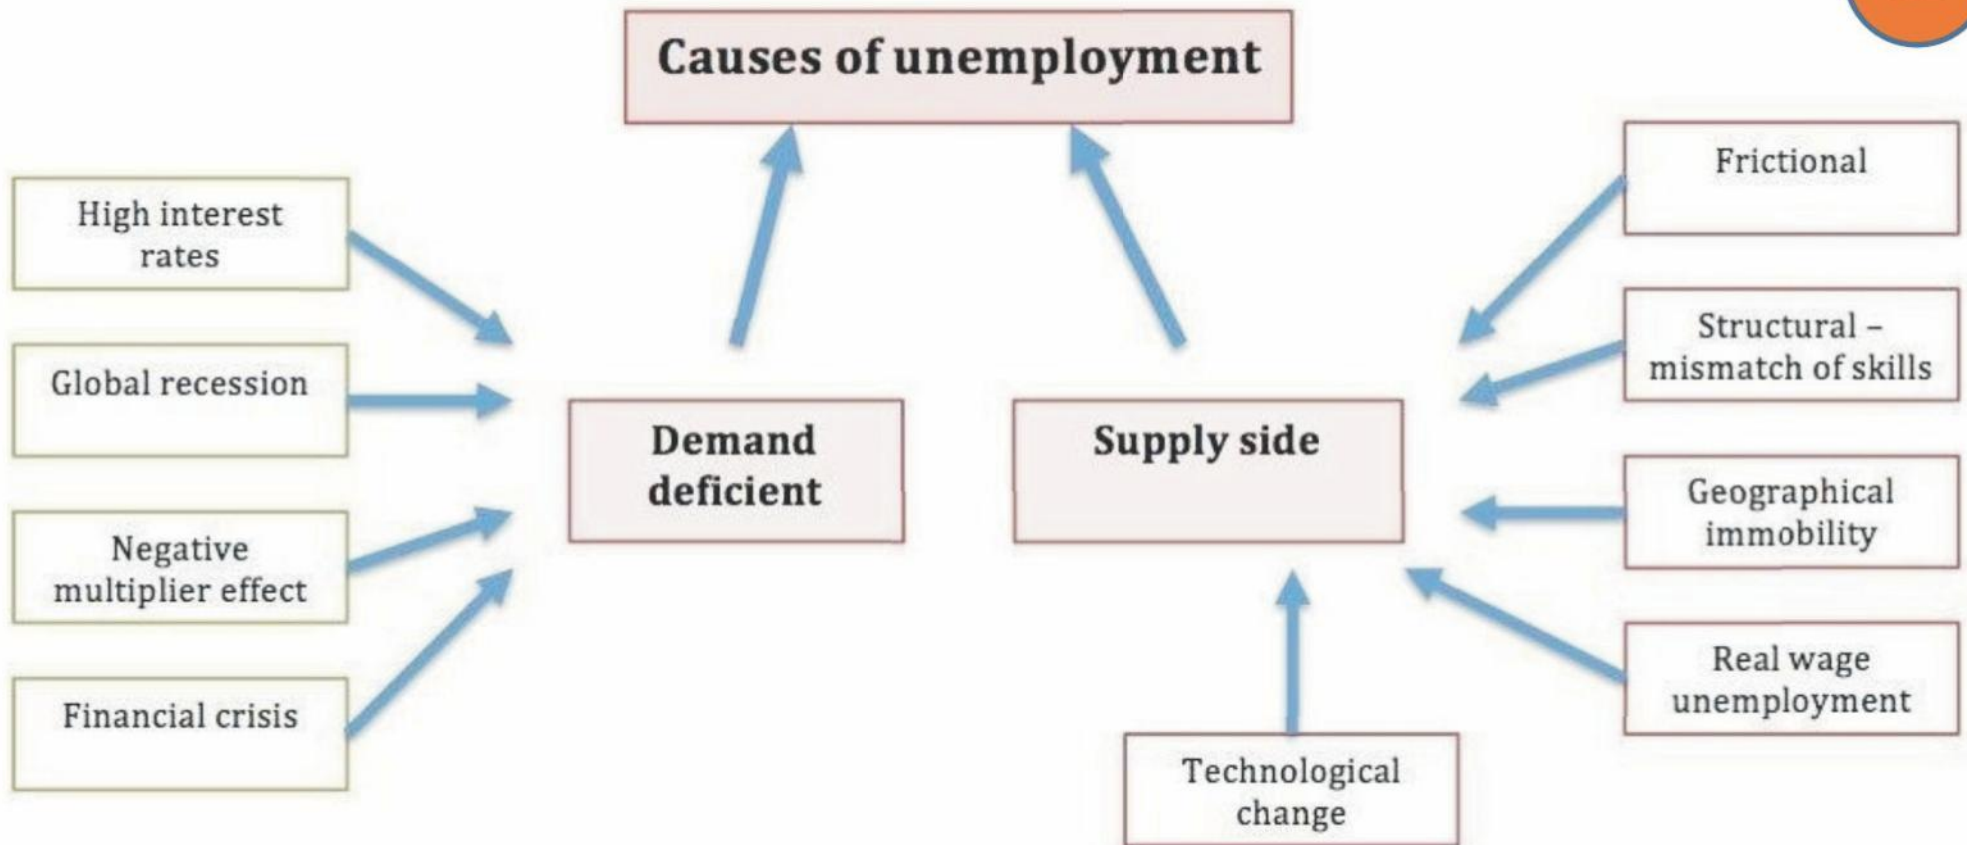 Causes of unemployment
High interest
rates
Global recession
Negative
multiplier effect
Financial crisis
Demand
deficient
Supply side
Frictional
Structural –
mismatch of skills
Geographical
immobility
Real wage
unemployment
Technological
change